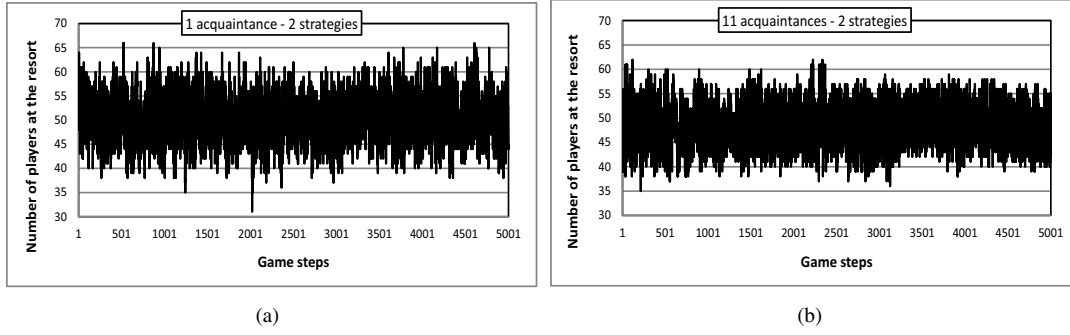 1 acquaintance - 2 strategies
Number of players at the resort
70
65
60
55
50
45
40
35
30
1 501 1001 1501 2001 2501 3001 3501 4001 4501 5001
Game steps
(a)
11 acquaintances - 2 strategies
Number of players at the resort
70
65
60
55
50
45
40
35
30
1 501 1001 1501 2001 2501 3001 3501 4001 4501 5001
Game steps
(b)